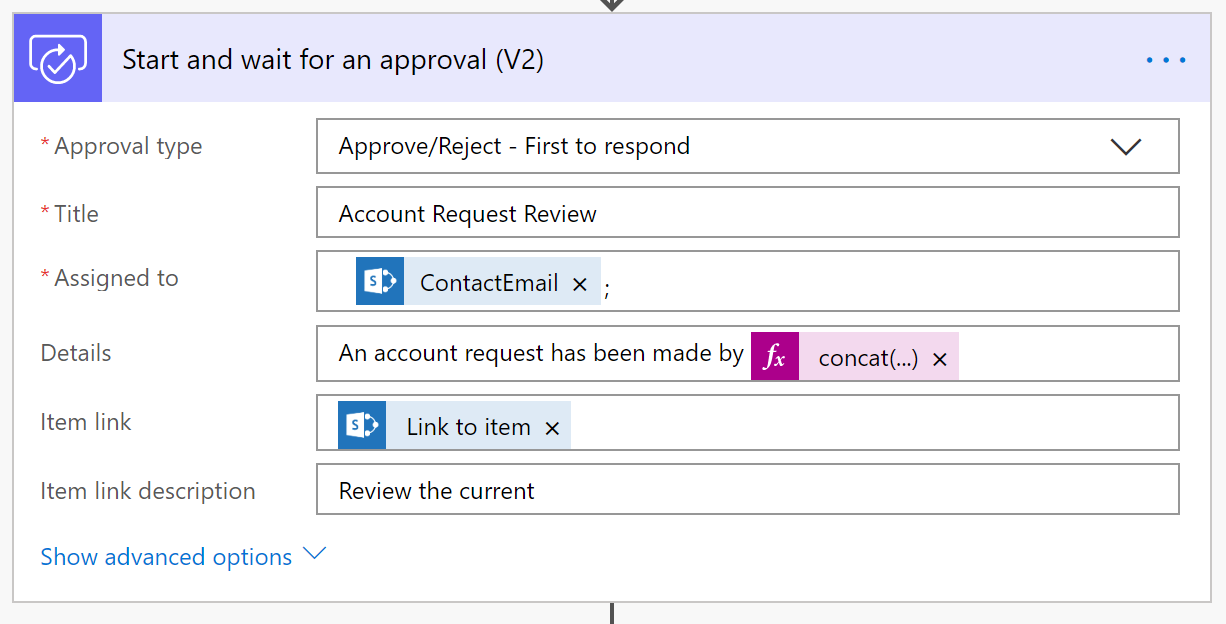 Start and wait for an approval (V2)
* Approval type
Approve/Reject - First to respond
* Title
Account Request Review
* Assigned to
S ContactEmail × ;
Details
An account request has been made by fx concat(...) ×
Item link
S Link to item ×
Item link description
Review the current
Show advanced options